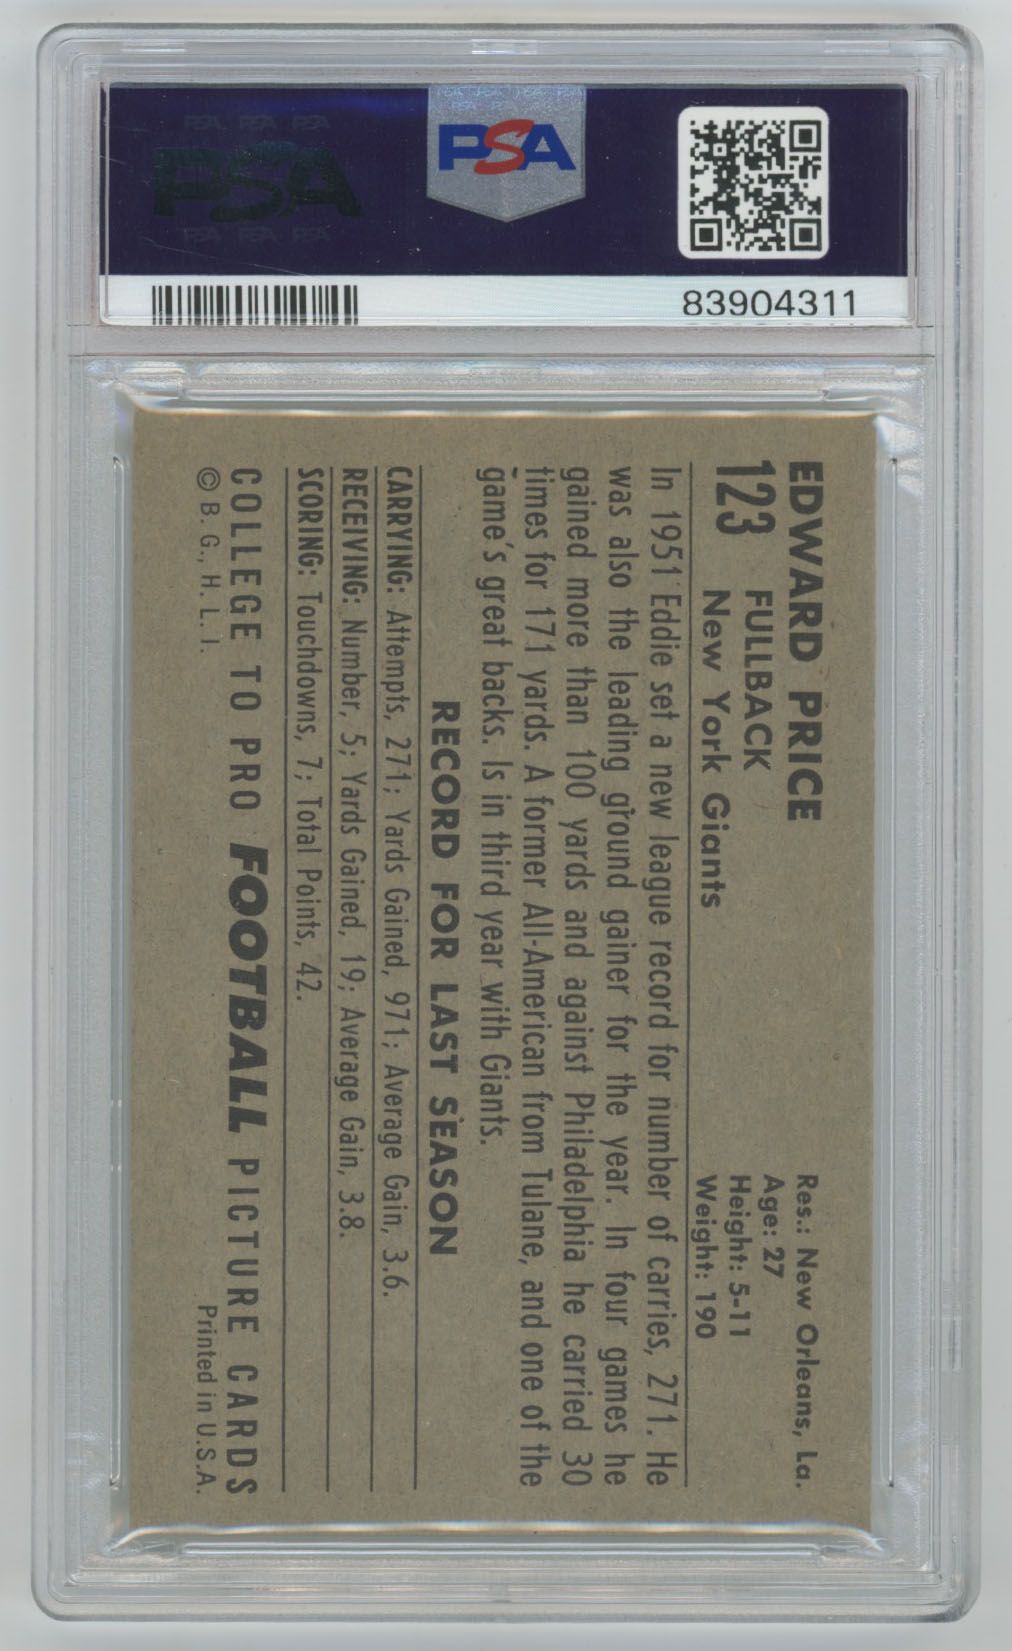 PSA PSA PSA
PSA
PSA PSA PSA
PSA
83904311
EDWARD PRICE
123 FULLBACK
New York Giants
Res.: New Orleans, La.
Age: 27
Height: 5-11
Weight: 190
In 1951 Eddie set a new league record for number of carries, 271. He
was also the leading ground gainer for the year. In four games he
gained more than 100 yards and against Philadelphia he carried 30
times for 171 yards. A former All-American from Tulane, and one of the
game's great backs. Is in third year with Giants.
RECORD FOR LAST SEASON
CARRYING: Attempts, 271; Yards Gained, 971; Average Gain, 3.6.
RECEIVING: Number, 5; Yards Gained, 19; Average Gain, 3.8.
SCORING: Touchdowns, 7; Total Points, 42.
COLLEGE TO PRO FOOTBALL PICTURE CARDS
© B. G., H. L. I.
Printed in U.S.A.